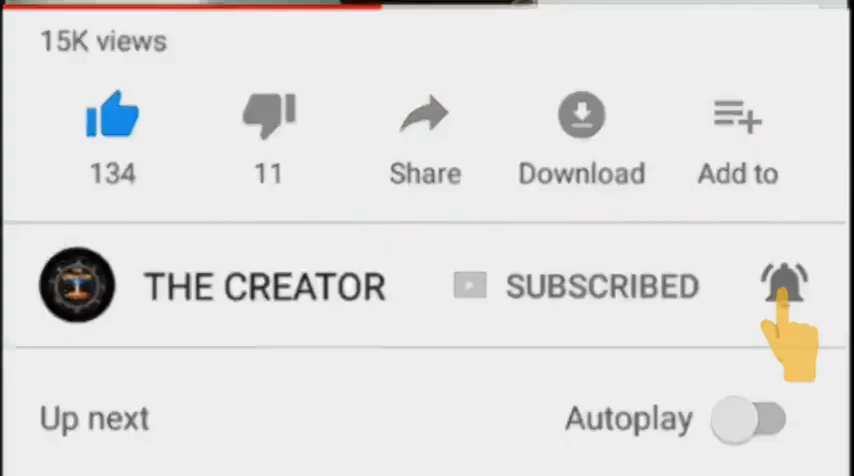 15K views
134 11 Share Download Add to
THE CREATOR SUBSCRIBED
Up next Autoplay